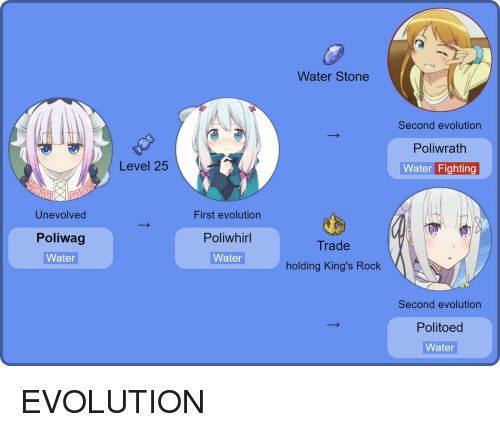 Water Stone
→
Second evolution
Poliwrath
Water Fighting
Level 25
→
Unevolved
Poliwag
Water
First evolution
Poliwhirl
Water
Trade
holding King's Rock
→
Second evolution
Politoed
Water
EVOLUTION